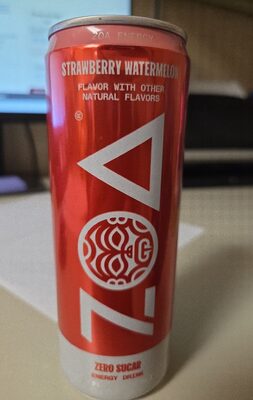 ZOA ENERGY
STRAWBERRY WATERMELON
FLAVOR WITH OTHER
NATURAL FLAVORS
ZOA
ZERO SUGAR
ENERGY DRINK